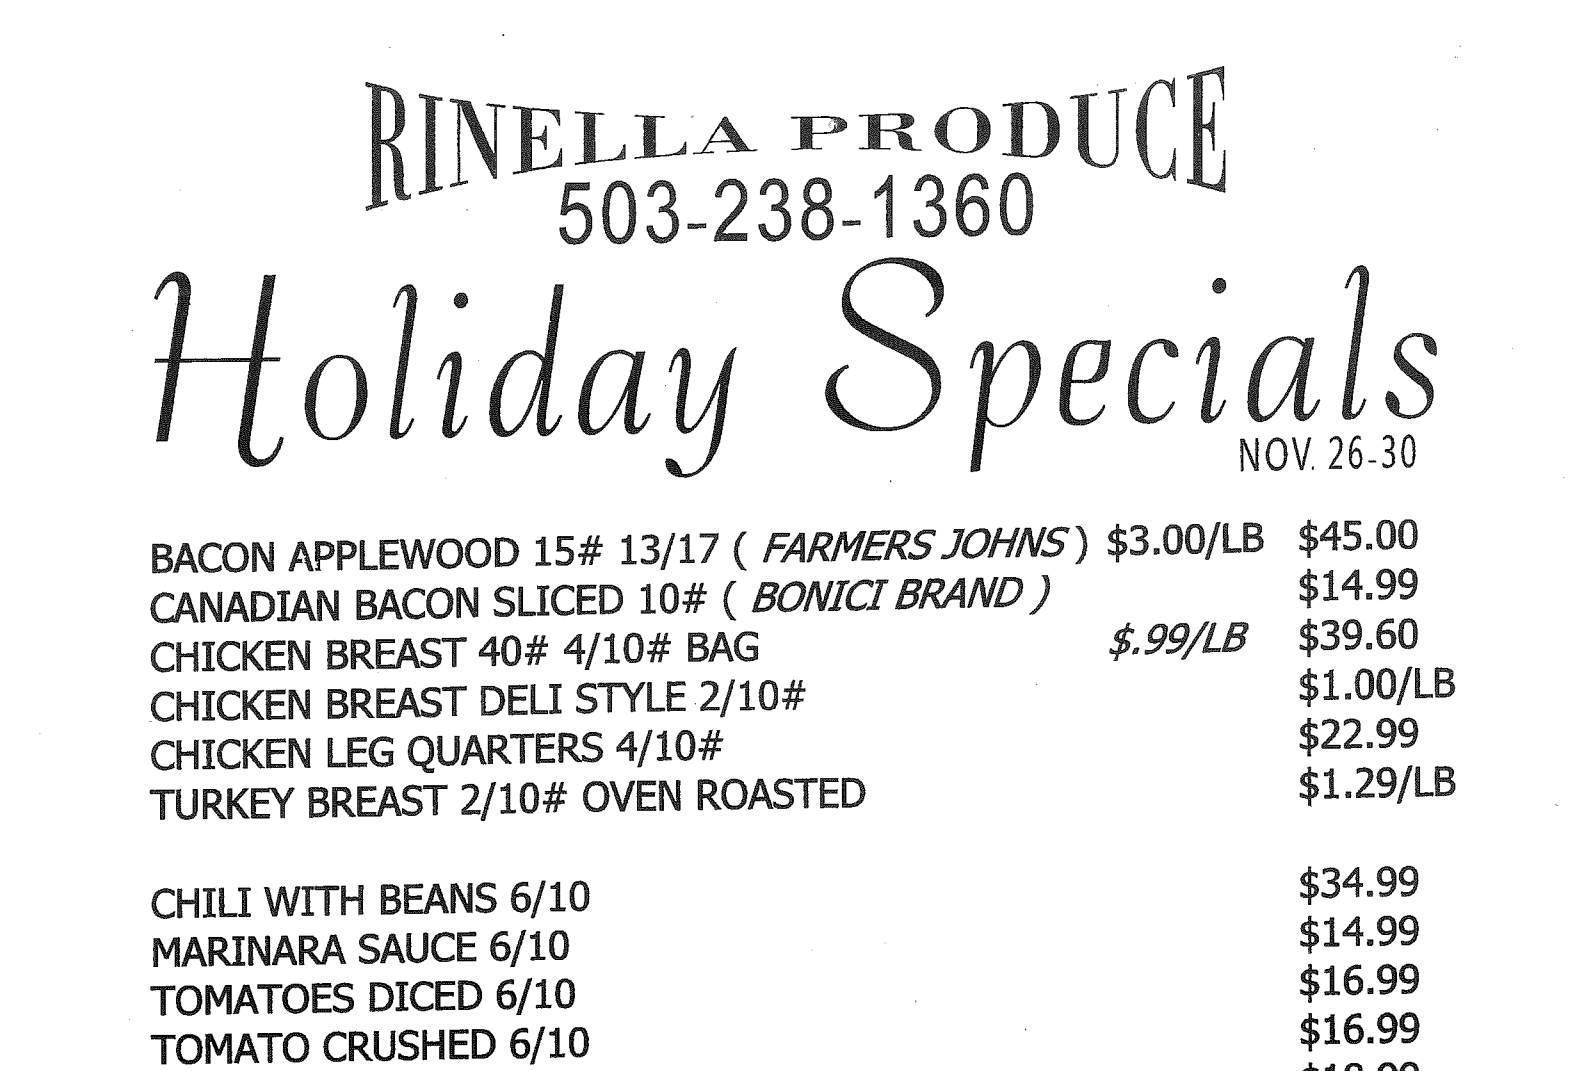 RINELLA PRODUCE
503-238-1360
Holiday Specials
NOV. 26-30
BACON APPLEWOOD 15# 13/17 ( FARMERS JOHNS ) $3.00/LB $45.00
CANADIAN BACON SLICED 10# ( BONICI BRAND ) $14.99
CHICKEN BREAST 40# 4/10# BAG $.99/LB $39.60
CHICKEN BREAST DELI STYLE 2/10# $1.00/LB
CHICKEN LEG QUARTERS 4/10# $22.99
TURKEY BREAST 2/10# OVEN ROASTED $1.29/LB
CHILI WITH BEANS 6/10 $34.99
MARINARA SAUCE 6/10 $14.99
TOMATOES DICED 6/10 $16.99
TOMATO CRUSHED 6/10 $16.99